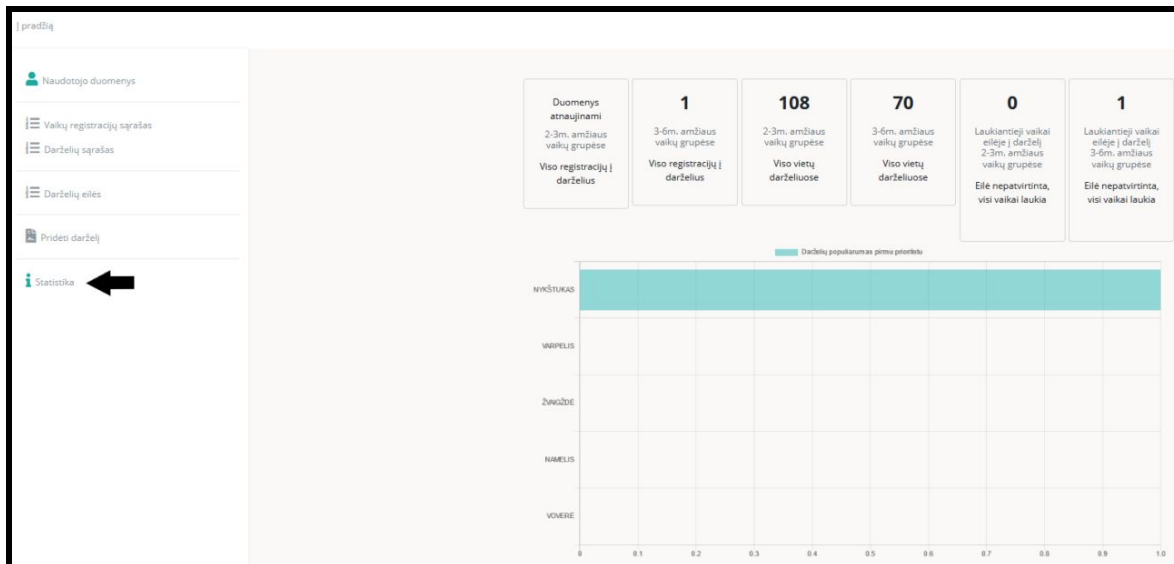 Į pradžią
Naudotojo duomenys
Vaikų registracijų sąrašas
Darželių sąrašas
Darželių eilės
Pridėti darželį
Statistika
Duomenys
atnaujinami
2-3m. amžiaus
vaikų grupėse
Viso registracijų į
darželius
1
3-6m. amžiaus
vaikų grupėse
Viso registracijų į
darželius
108
2-3m. amžiaus
vaikų grupėse
Viso vietų
darželiuose
70
3-6m. amžiaus
vaikų grupėse
Viso vietų
darželiuose
0
Laukiantieji vaikai
eilėje į darželį
2-3m. amžiaus
vaikų grupėse
Eilė nepatvirtinta,
visi vaikai laukia
1
Laukiantieji vaikai
eilėje į darželį
3-6m. amžiaus
vaikų grupėse
Eilė nepatvirtinta,
visi vaikai laukia
Darželių populiarumas pirmu prioritetu
NYKŠTUKAS
VARPELIS
ŽVAIGŽDĖ
NAMELIS
VOVERĖ
0 0.1 0.2 0.3 0.4 0.5 0.6 0.7 0.8 0.9 1.0